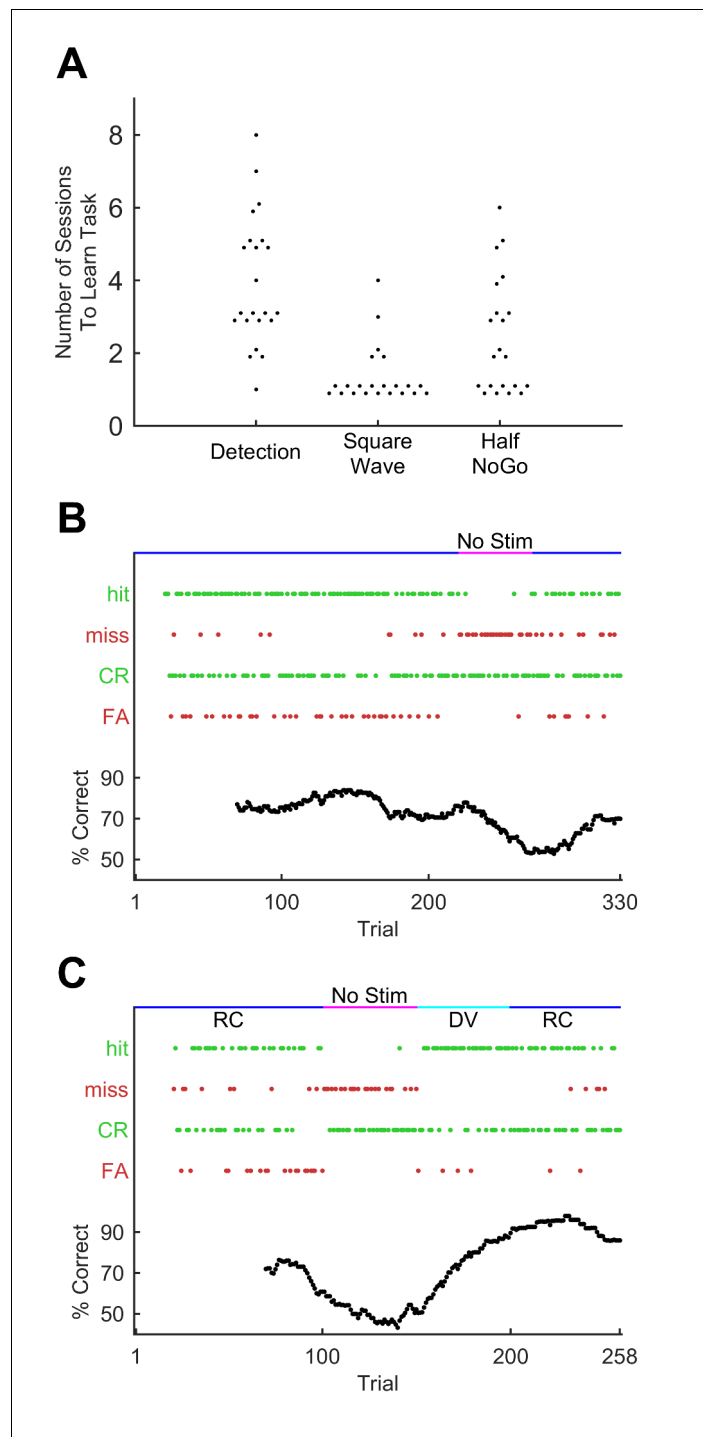 A
Number of Sessions
To Learn Task
8
6
4
2
0
Detection
Square
Wave
Half
NoGo
B
No Stim
hit
miss
CR
FA
% Correct
90
70
50
1
100
200
330
Trial
C
No Stim
RC
DV
RC
hit
miss
CR
FA
% Correct
90
70
50
1
100
200
258
Trial